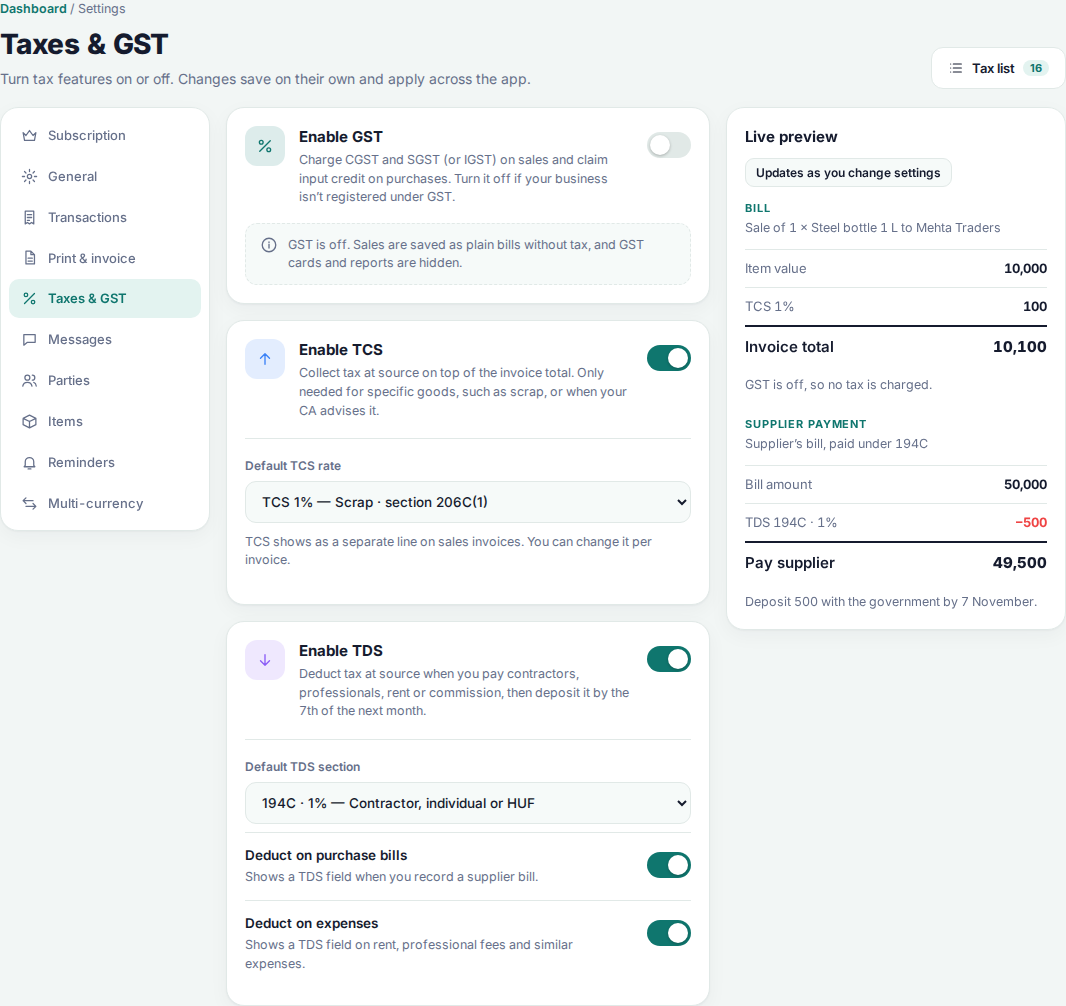 Dashboard / Settings
Taxes & GST
Turn tax features on or off. Changes save on their own and apply across the app.
Tax list 16
Subscription
General
Transactions
Print & invoice
Taxes & GST
Messages
Parties
Items
Reminders
Multi-currency
Enable GST
Charge CGST and SGST (or IGST) on sales and claim
input credit on purchases. Turn it off if your business
isn’t registered under GST.
GST is off. Sales are saved as plain bills without tax, and GST
cards and reports are hidden.
Enable TCS
Collect tax at source on top of the invoice total. Only
needed for specific goods, such as scrap, or when your
CA advises it.
Default TCS rate
TCS 1% — Scrap · section 206C(1)
TCS shows as a separate line on sales invoices. You can change it per
invoice.
Enable TDS
Deduct tax at source when you pay contractors,
professionals, rent or commission, then deposit it by the
7th of the next month.
Default TDS section
194C · 1% — Contractor, individual or HUF
Deduct on purchase bills
Shows a TDS field when you record a supplier bill.
Deduct on expenses
Shows a TDS field on rent, professional fees and similar
expenses.
Live preview
Updates as you change settings
BILL
Sale of 1 × Steel bottle 1 L to Mehta Traders
Item value 10,000
TCS 1% 100
Invoice total 10,100
GST is off, so no tax is charged.
SUPPLIER PAYMENT
Supplier’s bill, paid under 194C
Bill amount 50,000
TDS 194C · 1% −500
Pay supplier 49,500
Deposit 500 with the government by 7 November.